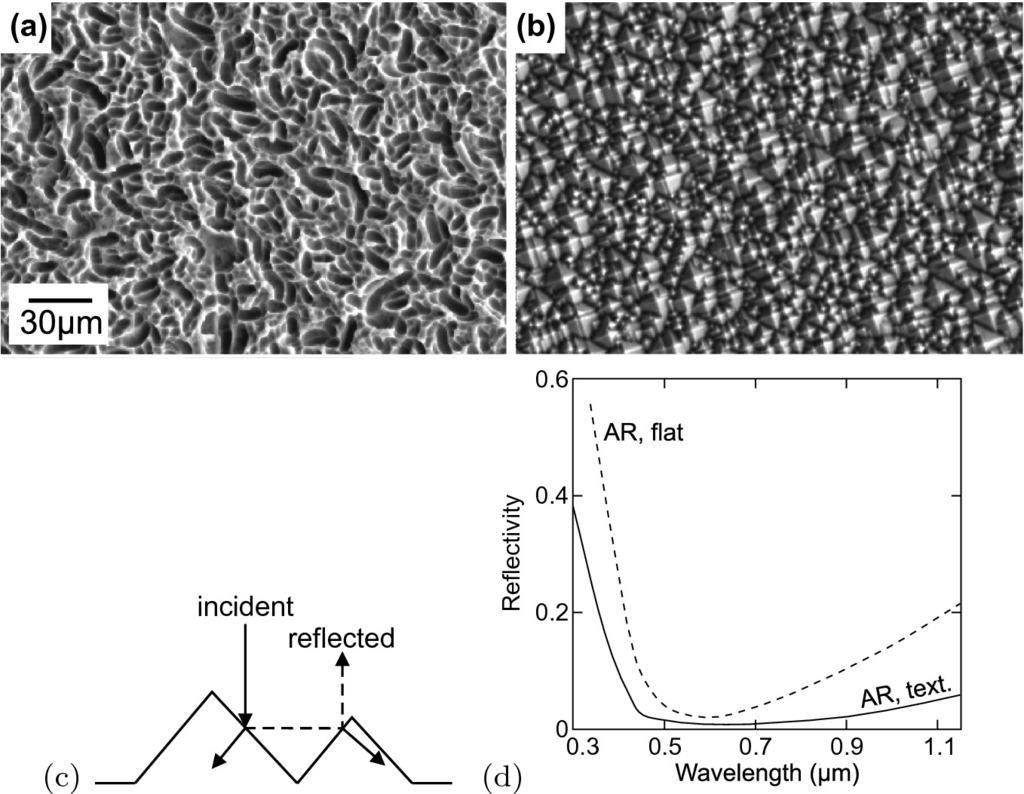 (a)
(b)
30µm
incident
reflected
(c)
(d)
0.6
0.4
0.2
0
Reflectivity
AR, flat
AR, text.
0.3 0.5 0.7 0.9 1.1
Wavelength (µm)